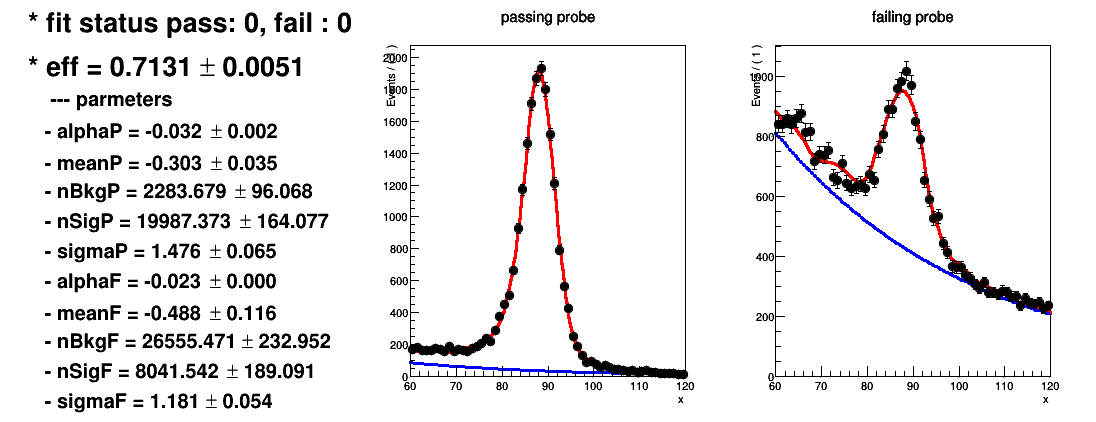 * fit status pass: 0, fail : 0
* eff = 0.7131 ± 0.0051
--- parmeters
- alphaP = -0.032 ± 0.002
- meanP = -0.303 ± 0.035
- nBkgP = 2283.679 ± 96.068
- nSigP = 19987.373 ± 164.077
- sigmaP = 1.476 ± 0.065
- alphaF = -0.023 ± 0.000
- meanF = -0.488 ± 0.116
- nBkgF = 26555.471 ± 232.952
- nSigF = 8041.542 ± 189.091
- sigmaF = 1.181 ± 0.054
passing probe
Events / ( 1 )
2000
1800
1600
1400
1200
1000
800
600
400
200
0
60 70 80 90 100 110 120
x
failing probe
Events / ( 1 )
1000
800
600
400
200
0
60 70 80 90 100 110 120
x